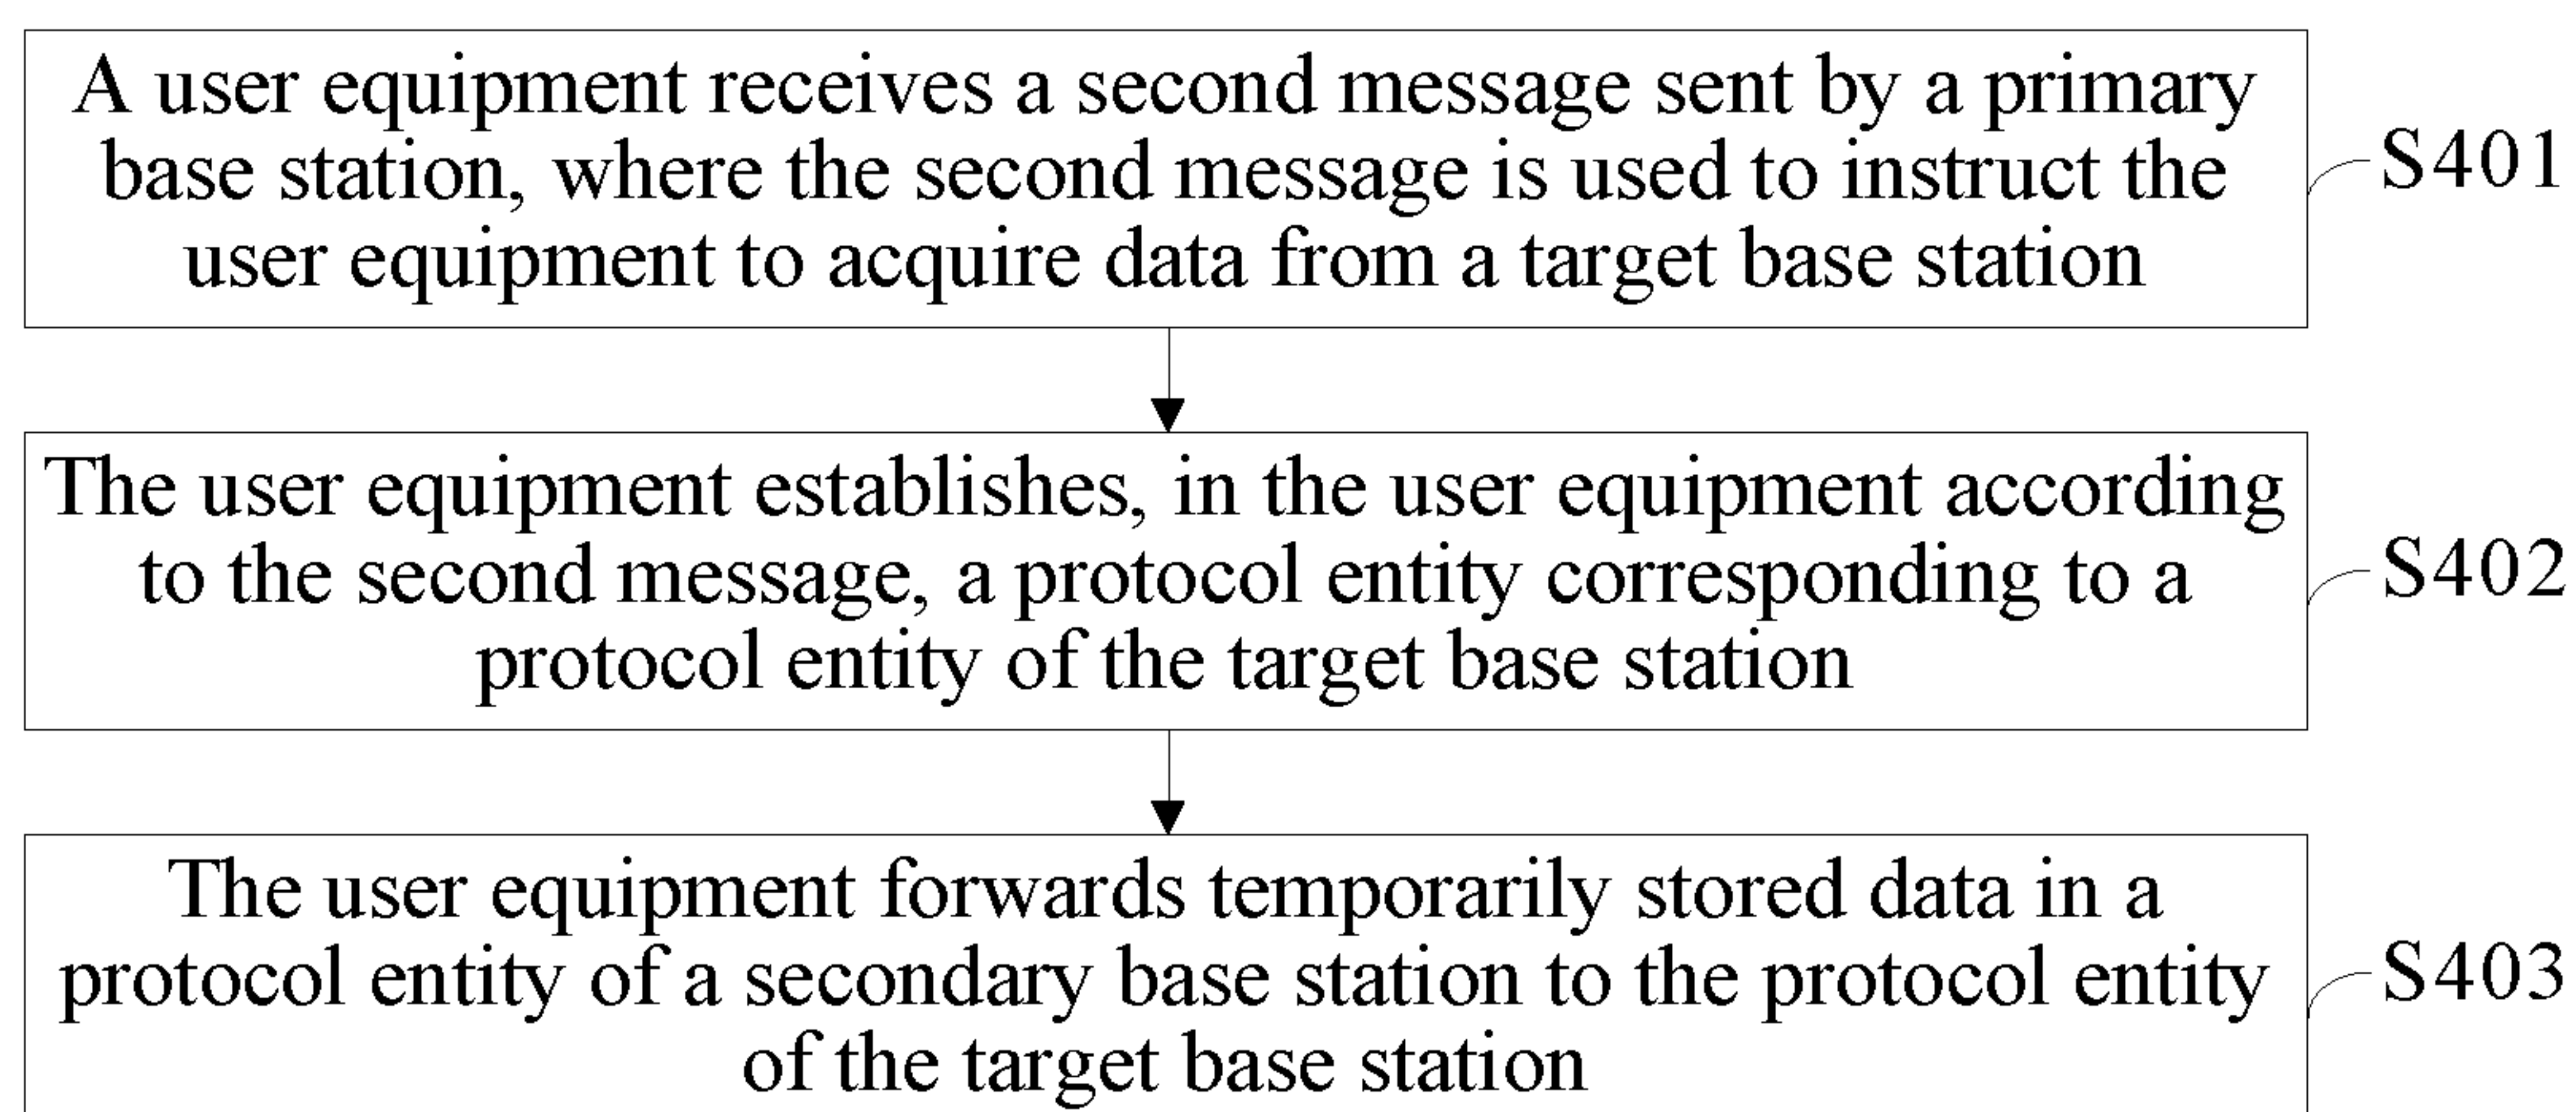 A user equipment receives a second message sent by a primary
base station, where the second message is used to instruct the
user equipment to acquire data from a target base station
S401
The user equipment establishes, in the user equipment according
to the second message, a protocol entity corresponding to a
protocol entity of the target base station
S402
The user equipment forwards temporarily stored data in a
protocol entity of a secondary base station to the protocol entity
of the target base station
S403